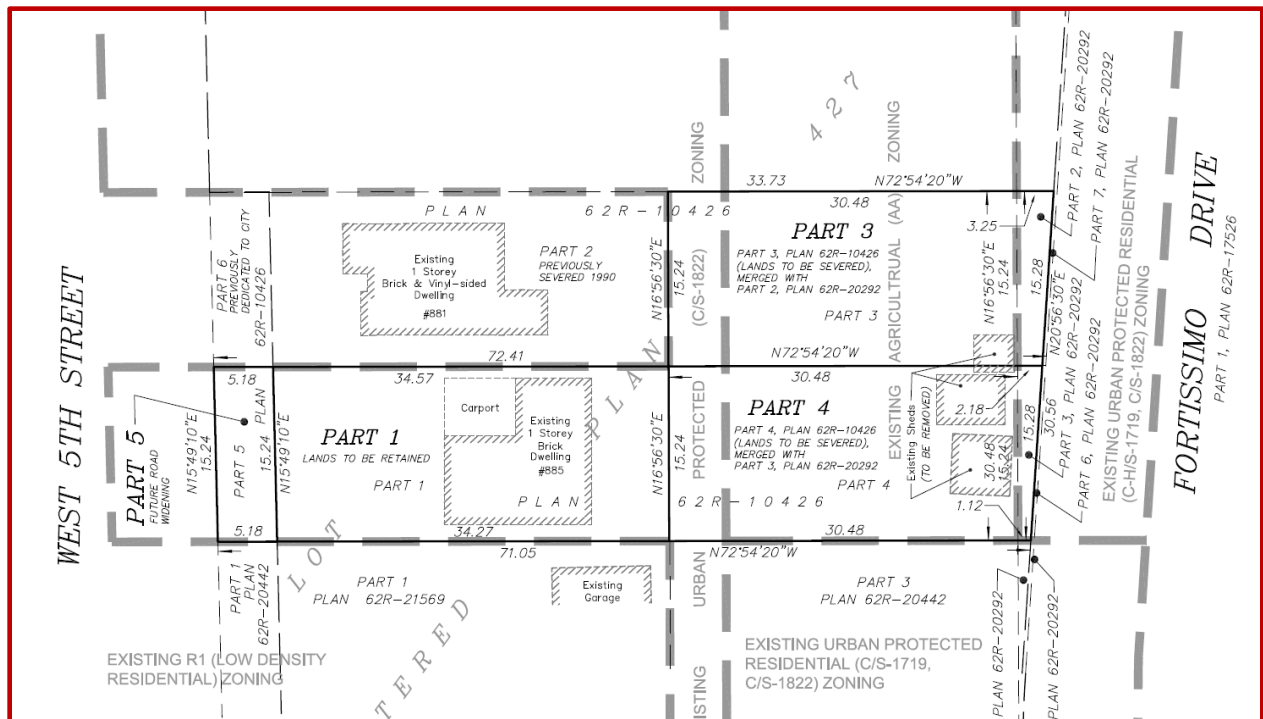 WEST 5TH STREET
FORTISSIMO DRIVE
PART 1, PLAN 62R-17526
4 2 7
ZONING
ZONING
33.73
N72°54'20"W
30.48
3.25
PLAN 62R-10426
PART 6
PREVIOUSLY
DEDICATED TO CITY
62R-10426
Existing
1 Storey
Brick & Vinyl-sided
Dwelling
#881
PART 2
PREVIOUSLY
SEVERED 1990
N16°56'30"E
15.24
(C/S-1822)
PART 3
PART 3, PLAN 62R-10426
(LANDS TO BE SEVERED),
MERGED WITH
PART 2, PLAN 62R-20292
PART 3
AGRICULTRUAL (AA)
N16°56'30"E
15.24
15.28
N20°56'30"E
PART 2, PLAN 62R-20292
PART 7, PLAN 62R-20292
EXISTING URBAN PROTECTED RESIDENTIAL
(C-H/S-1719, C/S-1822) ZONING
72.41
N72°54'20"W
5.18
34.57
30.48
PART 5
FUTURE ROAD
WIDENING
N15°49'10"E
15.24
PART 5
PLAN
15.24
N15°49'10"E
PART 1
LANDS TO BE RETAINED
PART 1
Carport
Existing
1 Storey
Brick
Dwelling
#885
PLAN
PLAN 62R-10426
N16°56'30"E
15.24
PROTECTED
PART 4
PART 4, PLAN 62R-10426
(LANDS TO BE SEVERED),
MERGED WITH
PART 3, PLAN 62R-20292
PART 4
EXISTING
Existing Sheds
(TO BE REMOVED)
2.18
30.48
15.24
15.28
30.56
PART 3, PLAN 62R-20292
PART 6, PLAN 62R-20292
1.12
5.18
34.27
30.48
71.05
N72°54'20"W
PART 1
PLAN
62R-20442
LOT
TERED
PART 1
PLAN 62R-21569
Existing
Garage
URBAN
ISTING
PART 3
PLAN 62R-20442
PLAN 62R-20292
PLAN 62R-20292
EXISTING R1 (LOW DENSITY
RESIDENTIAL) ZONING
EXISTING URBAN PROTECTED
RESIDENTIAL (C/S-1719,
C/S-1822) ZONING